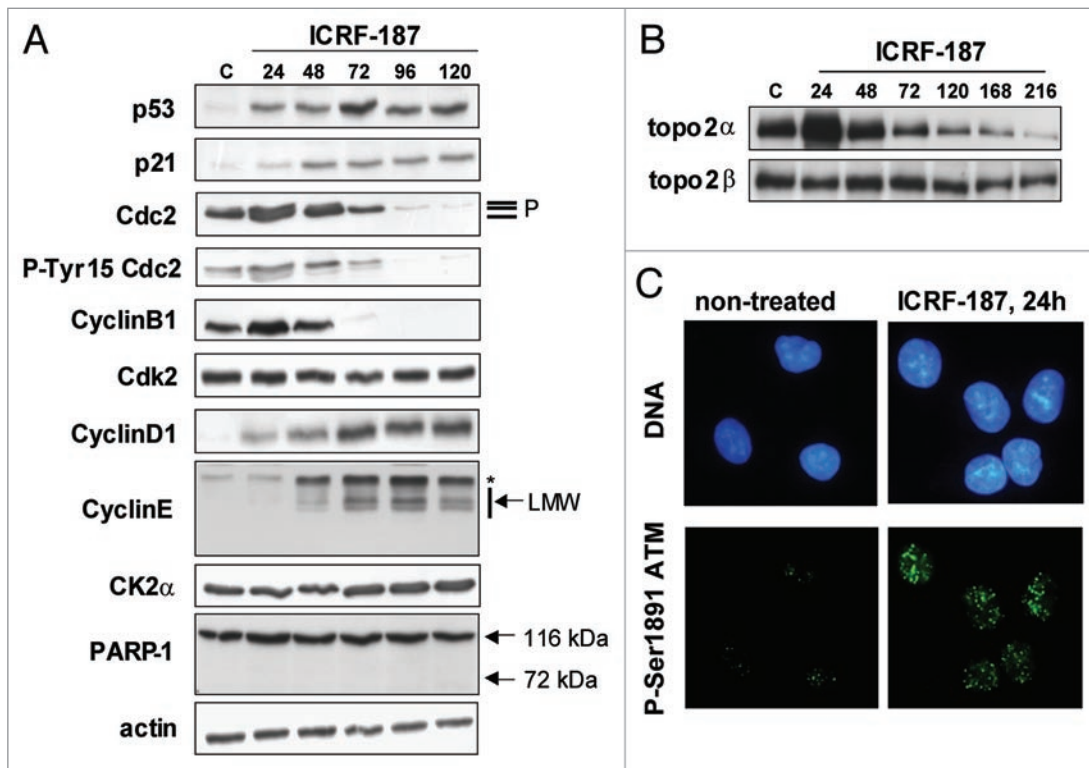 A
ICRF-187
C 24 48 72 96 120
p53
p21
Cdc2
P
P-Tyr15 Cdc2
CyclinB1
Cdk2
CyclinD1
CyclinE
*
LMW
CK2α
PARP-1
116 kDa
72 kDa
actin
B
ICRF-187
C 24 48 72 120 168 216
topo2α
topo2β
C
non-treated ICRF-187, 24h
DNA
P-Ser1891 ATM